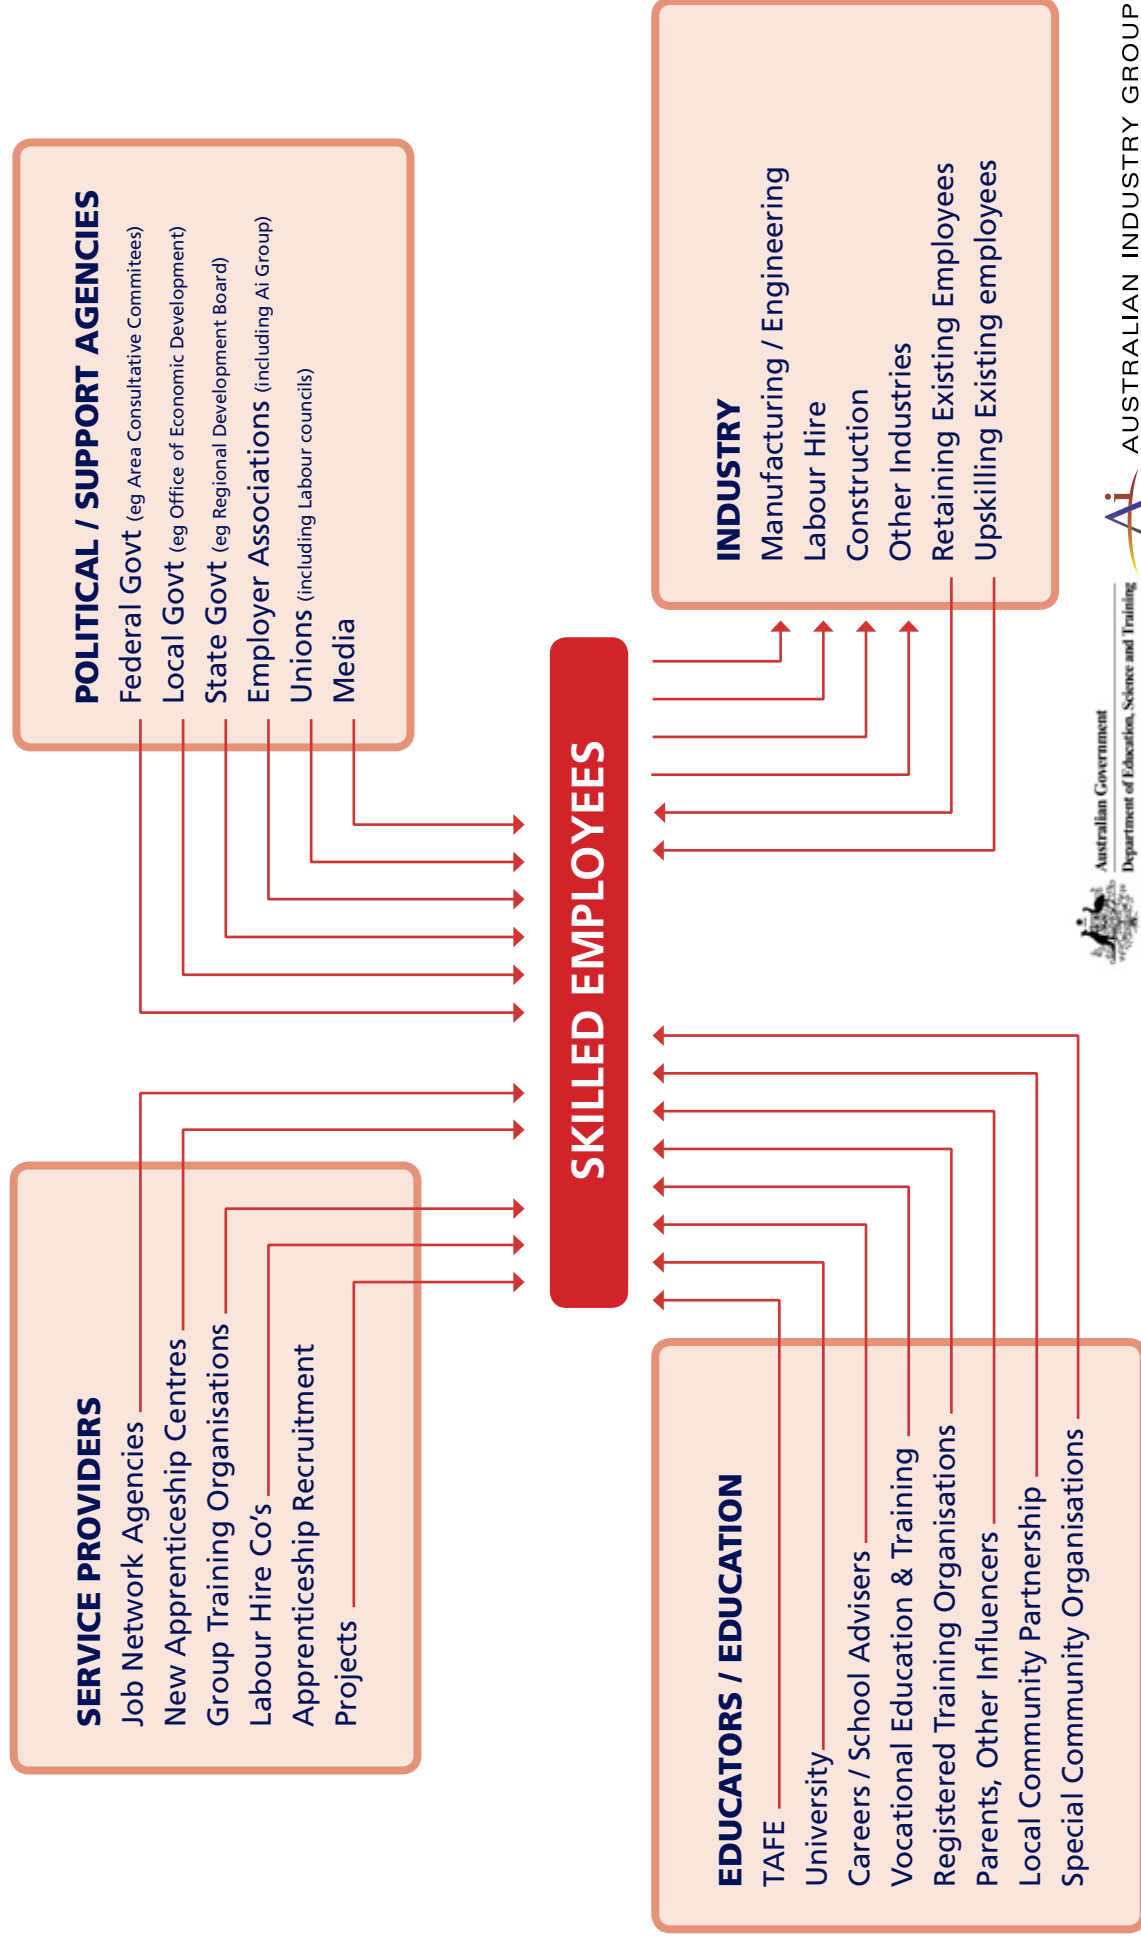 SERVICE PROVIDERS
Job Network Agencies
New Apprenticeship Centres
Group Training Organisations
Labour Hire Co's
Apprenticeship Recruitment
Projects
POLITICAL / SUPPORT AGENCIES
Federal Govt (eg Area Consultative Commitees)
Local Govt (eg Office of Economic Development)
State Govt (eg Regional Development Board)
Employer Associations (including Ai Group)
Unions (including Labour councils)
Media
SKILLED EMPLOYEES
EDUCATORS / EDUCATION
TAFE
University
Careers / School Advisers
Vocational Education & Training
Registered Training Organisations
Parents, Other Influencers
Local Community Partnership
Special Community Organisations
INDUSTRY
Manufacturing / Engineering
Labour Hire
Construction
Other Industries
Retaining Existing Employees
Upskilling Existing employees
Australian Government
Department of Education, Science and Training
Ai
AUSTRALIAN INDUSTRY GROUP